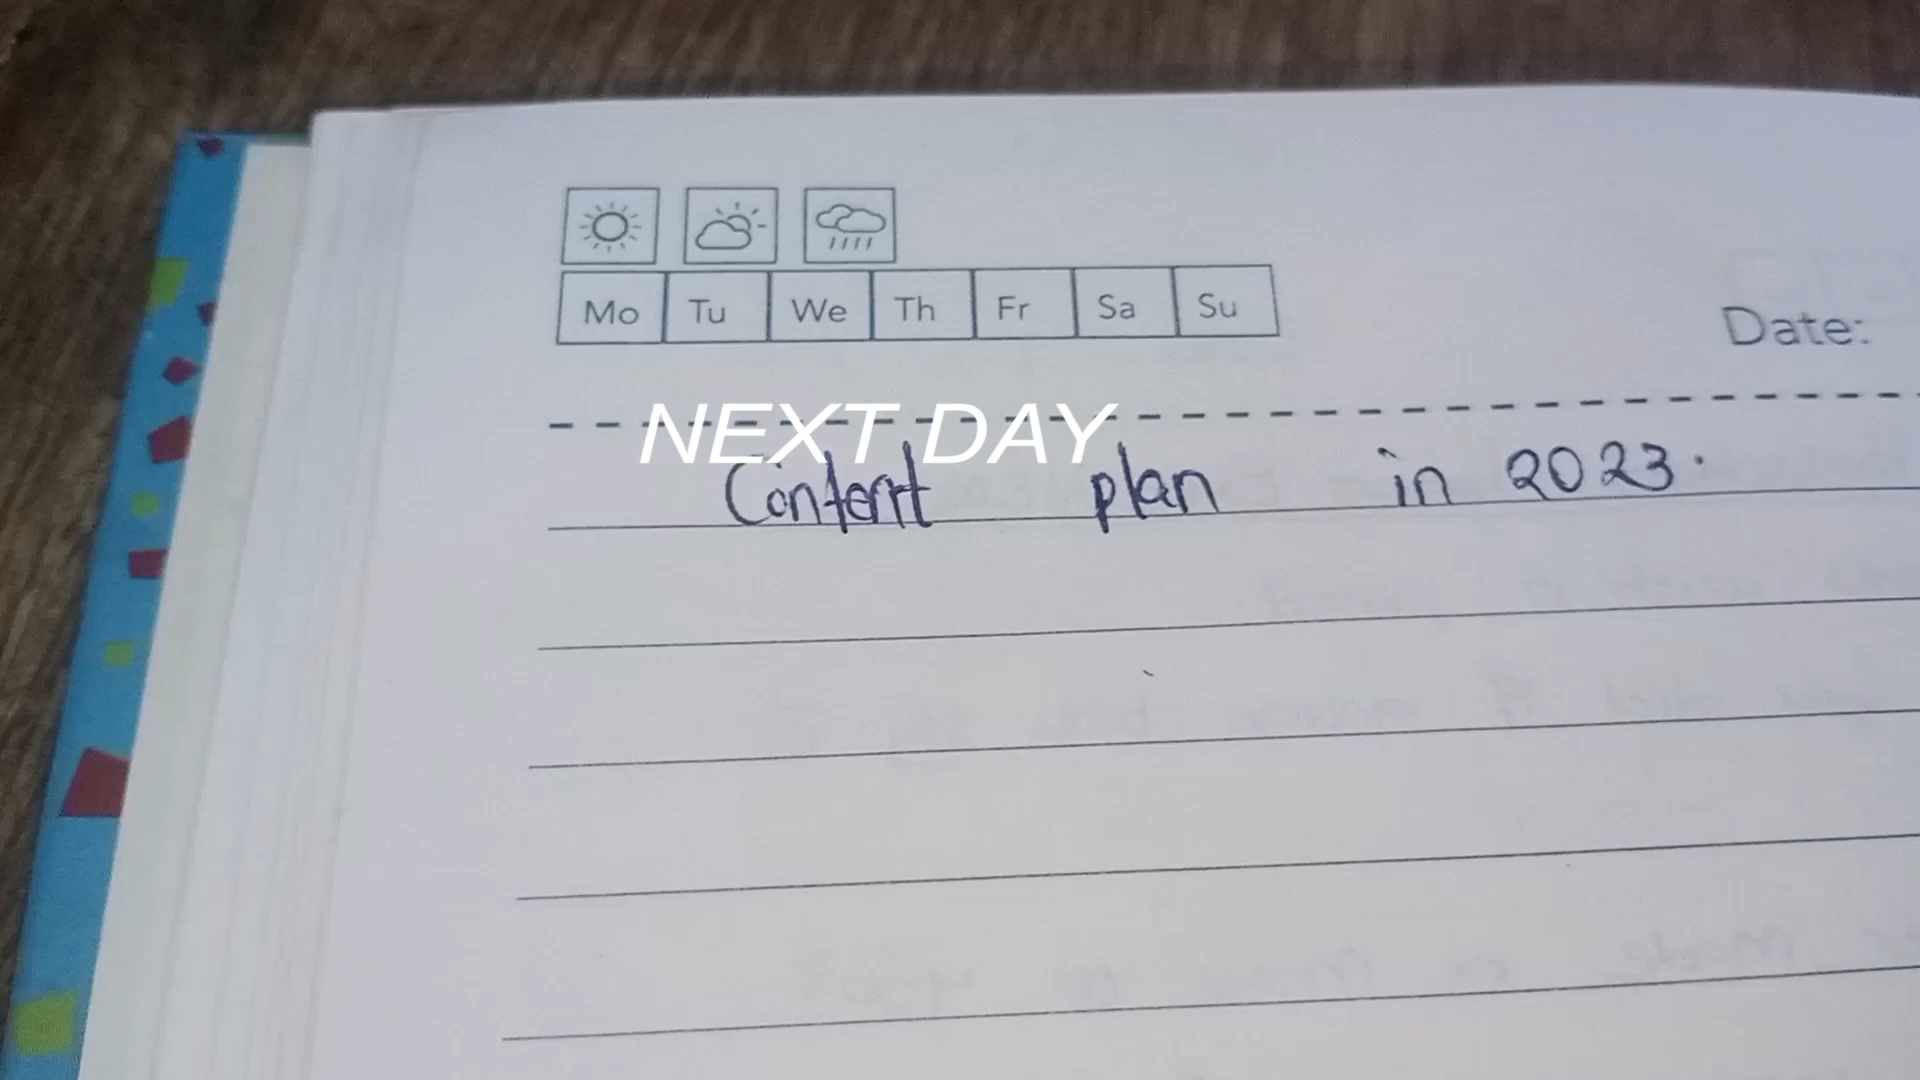 Mo Tu We Th Fr Sa Su
Date:
NEXT DAY
Content plan in 2023.